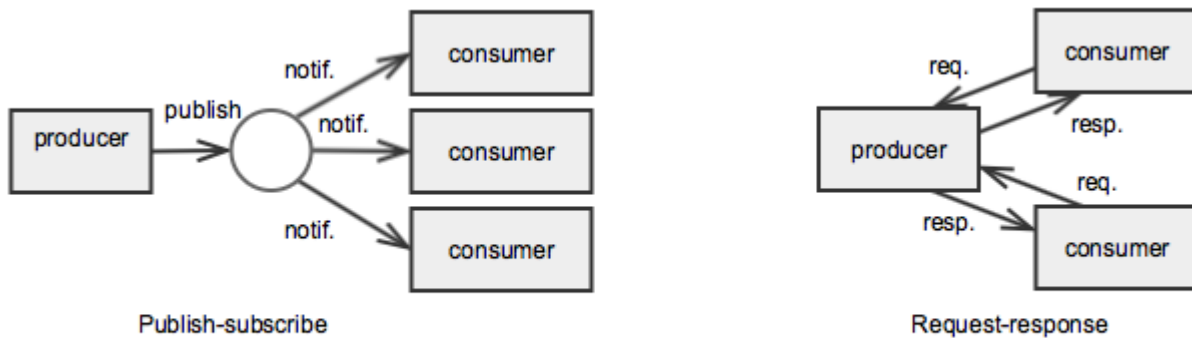 consumer
notif.
publish
producer
notif.
consumer
notif.
consumer
Publish-subscribe
consumer
req.
resp.
producer
req.
resp.
consumer
Request-response